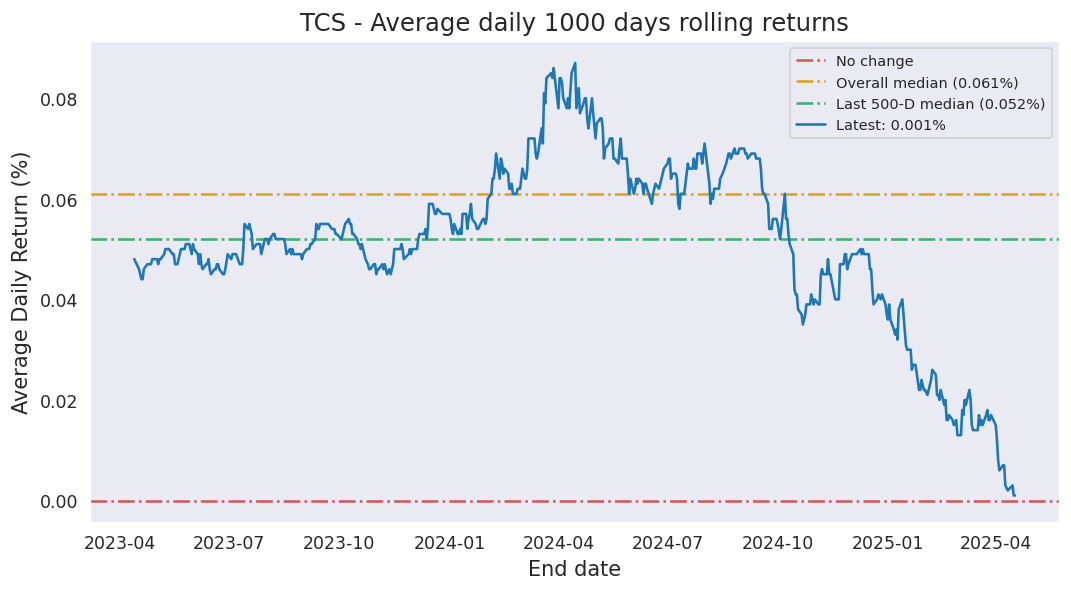 TCS - Average daily 1000 days rolling returns
No change
Overall median (0.061%)
Last 500-D median (0.052%)
Latest: 0.001%
Average Daily Return (%)
0.08
0.06
0.04
0.02
0.00
2023-04 2023-07 2023-10 2024-01 2024-04 2024-07 2024-10 2025-01 2025-04
End date